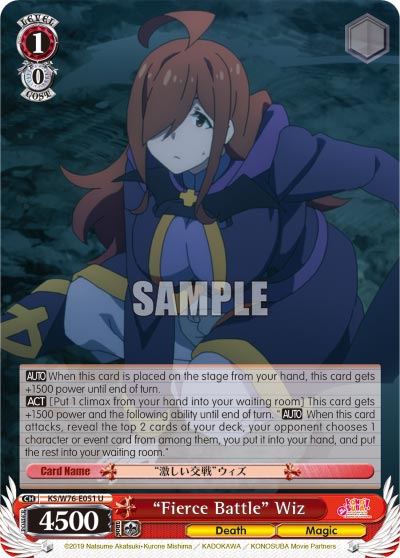 LEVEL
1
0
COST
SAMPLE
AUTO When this card is placed on the stage from your hand, this card gets
+1500 power until end of turn.
ACT [Put 1 climax from your hand into your waiting room] This card gets
+1500 power and the following ability until end of turn. "AUTO When this card
attacks, reveal the top 2 cards of your deck, your opponent chooses 1
character or event from among them, you put it into your hand, and put
the rest into your waiting room."
Card Name "激しい交戦"ウィズ
CH KS/W76-E051 U
"Fierce Battle" Wiz
POWER 4500
Death Magic
©2019 Natsume Akatsuki・Kurone Mishima / KADOKAWA / KONOSUBA Movie Partners